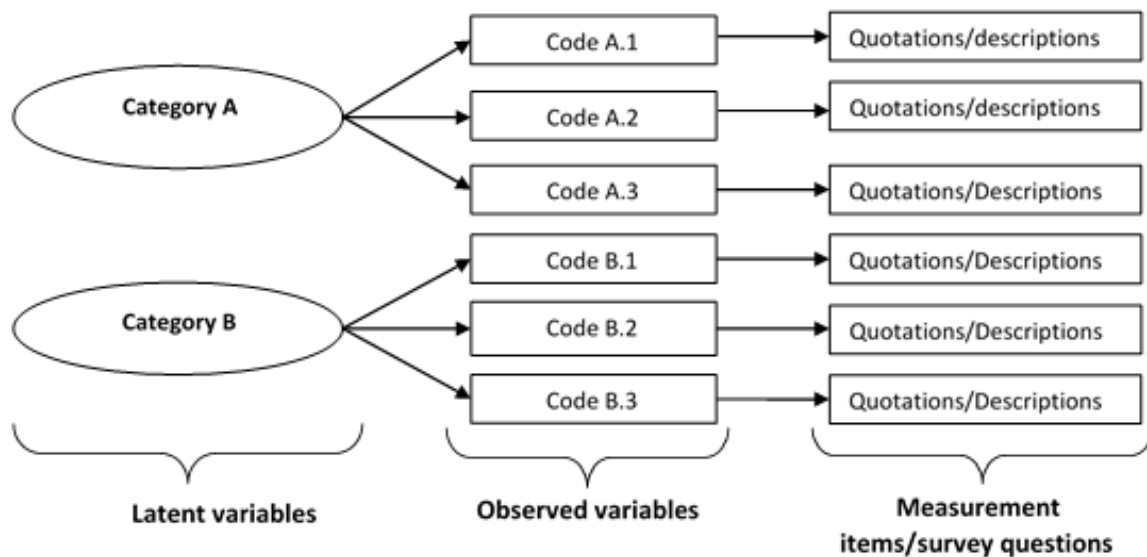 Category A
Code A.1
Quotations/descriptions
Code A.2
Quotations/descriptions
Code A.3
Quotations/Descriptions
Category B
Code B.1
Quotations/Descriptions
Code B.2
Quotations/Descriptions
Code B.3
Quotations/Descriptions
Latent variables
Observed variables
Measurement
items/survey questions